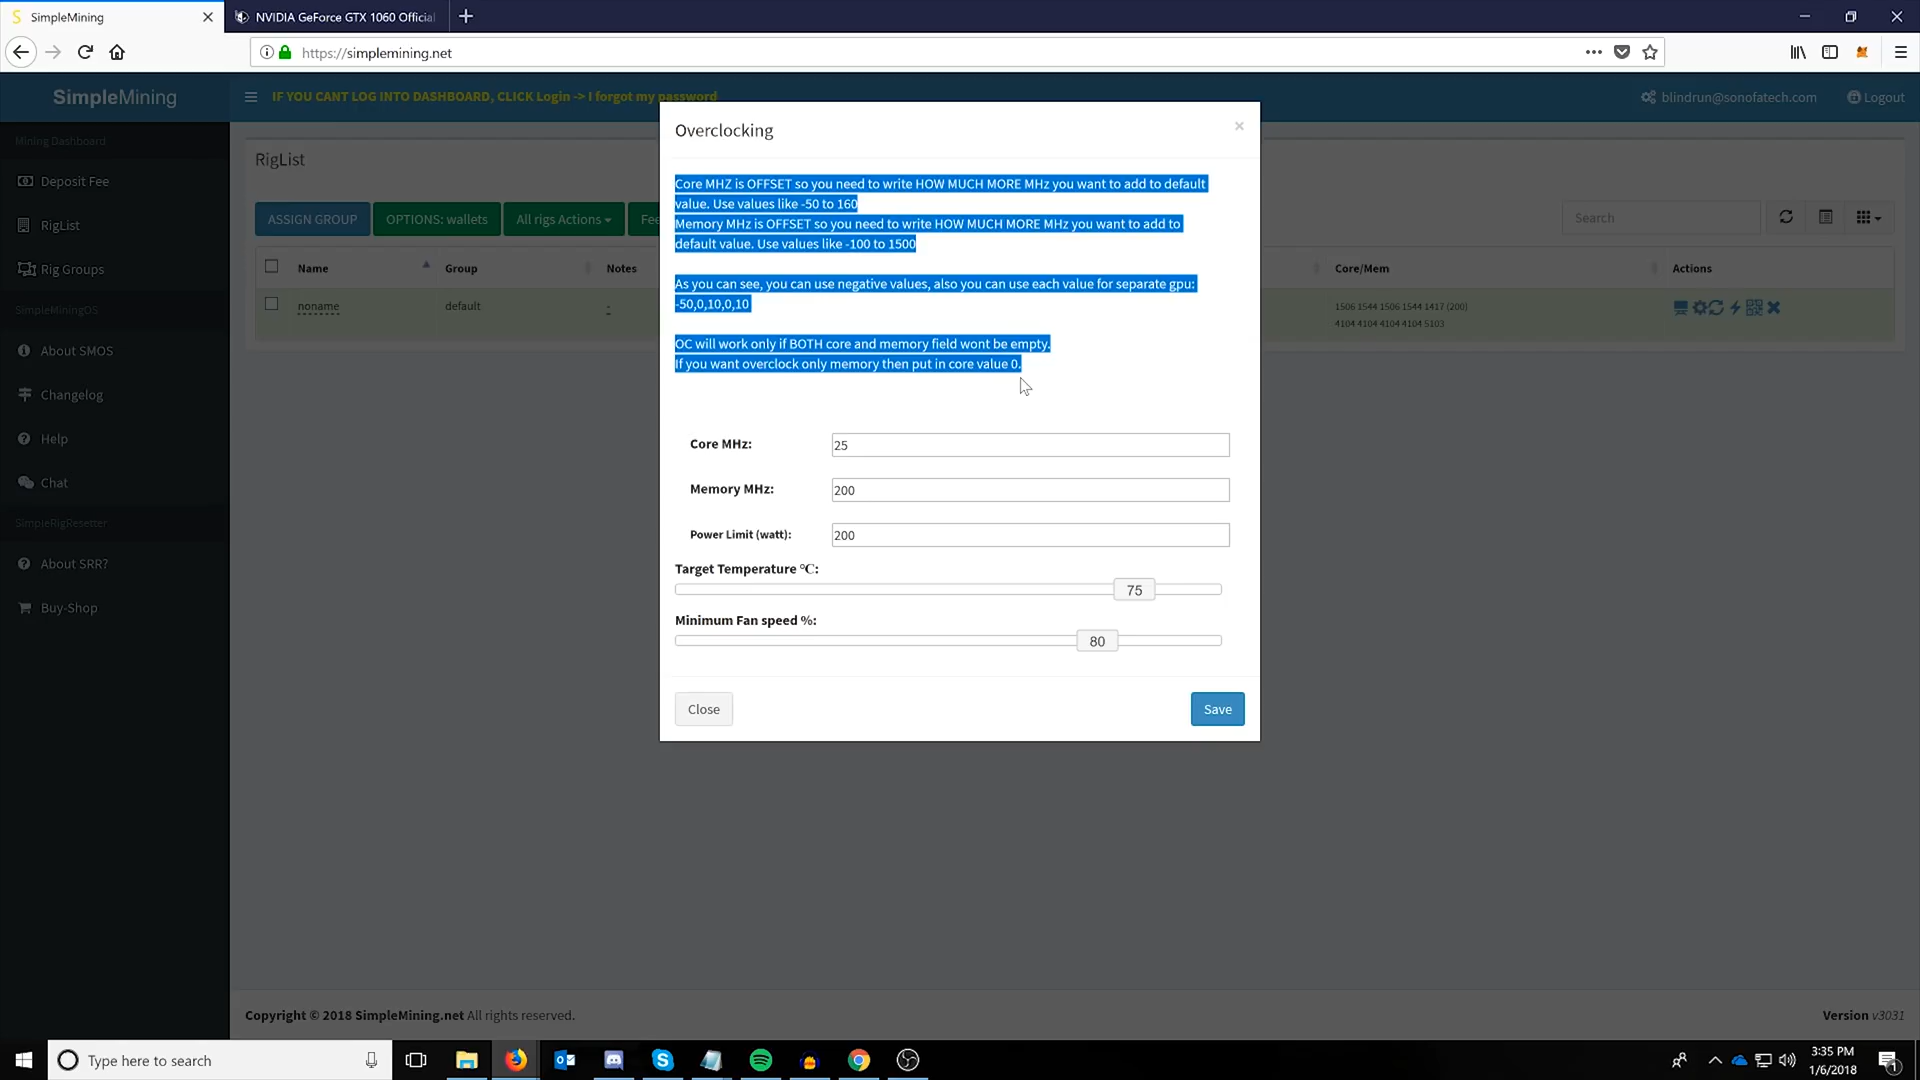 SimpleMining
NVIDIA GeForce GTX 1060 Official
https://simplemining.net
SimpleMining
IF YOU CANT LOG INTO DASHBOARD, CLICK Login -> I forgot my password
blindrun@sonofatech.com
Logout
Mining Dashboard
Deposit Fee
RigList
Rig Groups
SimpleMiningOS
About SMOS
Changelog
Help
Chat
SimpleRigResetter
About SRR?
Buy-Shop
RigList
ASSIGN GROUP
OPTIONS: wallets
All rigs Actions
Fee
Search
Name
Group
Notes
Core/Mem
Actions
noname
default
-
1506 1544 1506 1544 1417 (200)
4104 4104 4104 4104 5103
Overclocking
×
Core MHZ is OFFSET so you need to write HOW MUCH MORE MHz you want to add to default
value. Use values like -50 to 160
Memory MHz is OFFSET so you need to write HOW MUCH MORE MHz you want to add to
default value. Use values like -100 to 1500
As you can see, you can use negative values, also you can use each value for separate gpu:
-50,0,10,0,10
OC will work only if BOTH core and memory field wont be empty.
If you want overclock only memory then put in core value 0.
Core MHz:
25
Memory MHz:
200
Power Limit (watt):
200
Target Temperature °C:
75
Minimum Fan speed %:
80
Close
Save
Copyright © 2018 SimpleMining.net All rights reserved.
Version v3031
Type here to search
3:35 PM
1/6/2018
1